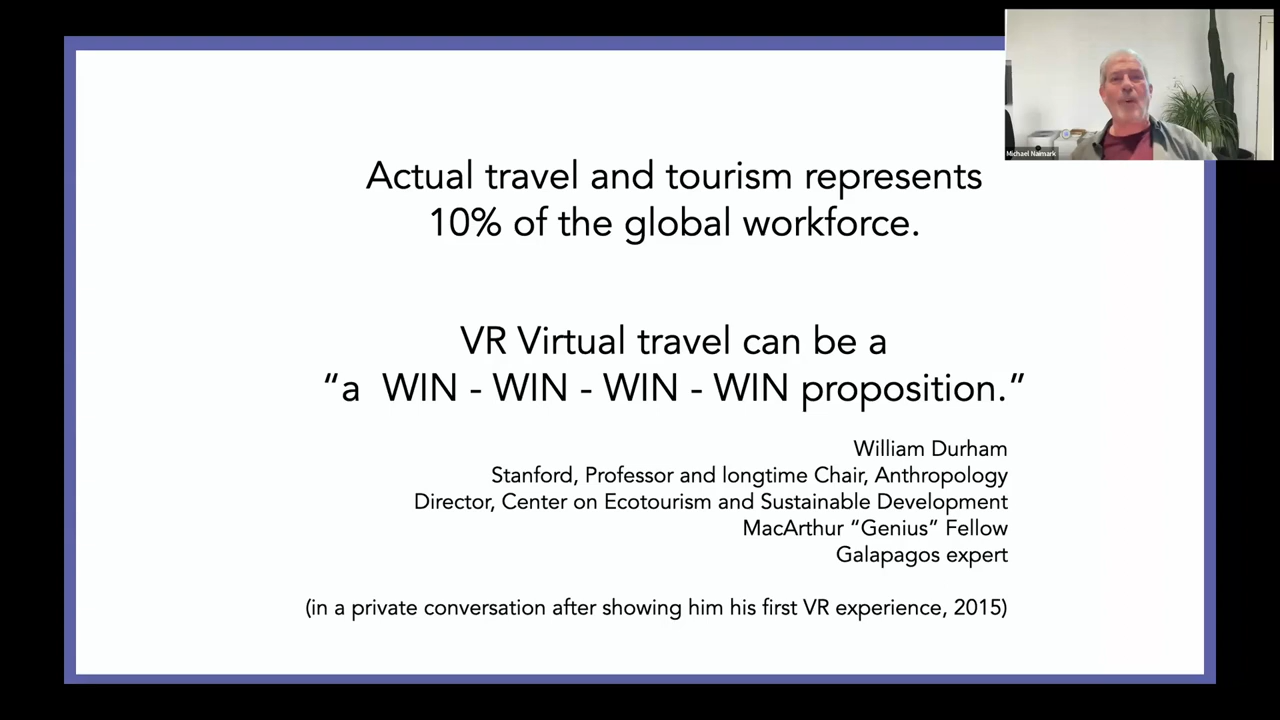 Actual travel and tourism represents
10% of the global workforce.
VR Virtual travel can be a
“a  WIN - WIN - WIN - WIN proposition.”
William Durham
Stanford, Professor and longtime Chair, Anthropology
Director, Center on Ecotourism and Sustainable Development
MacArthur “Genius” Fellow
Galapagos expert
(in a private conversation after showing him his first VR experience, 2015)
Michael Naimark